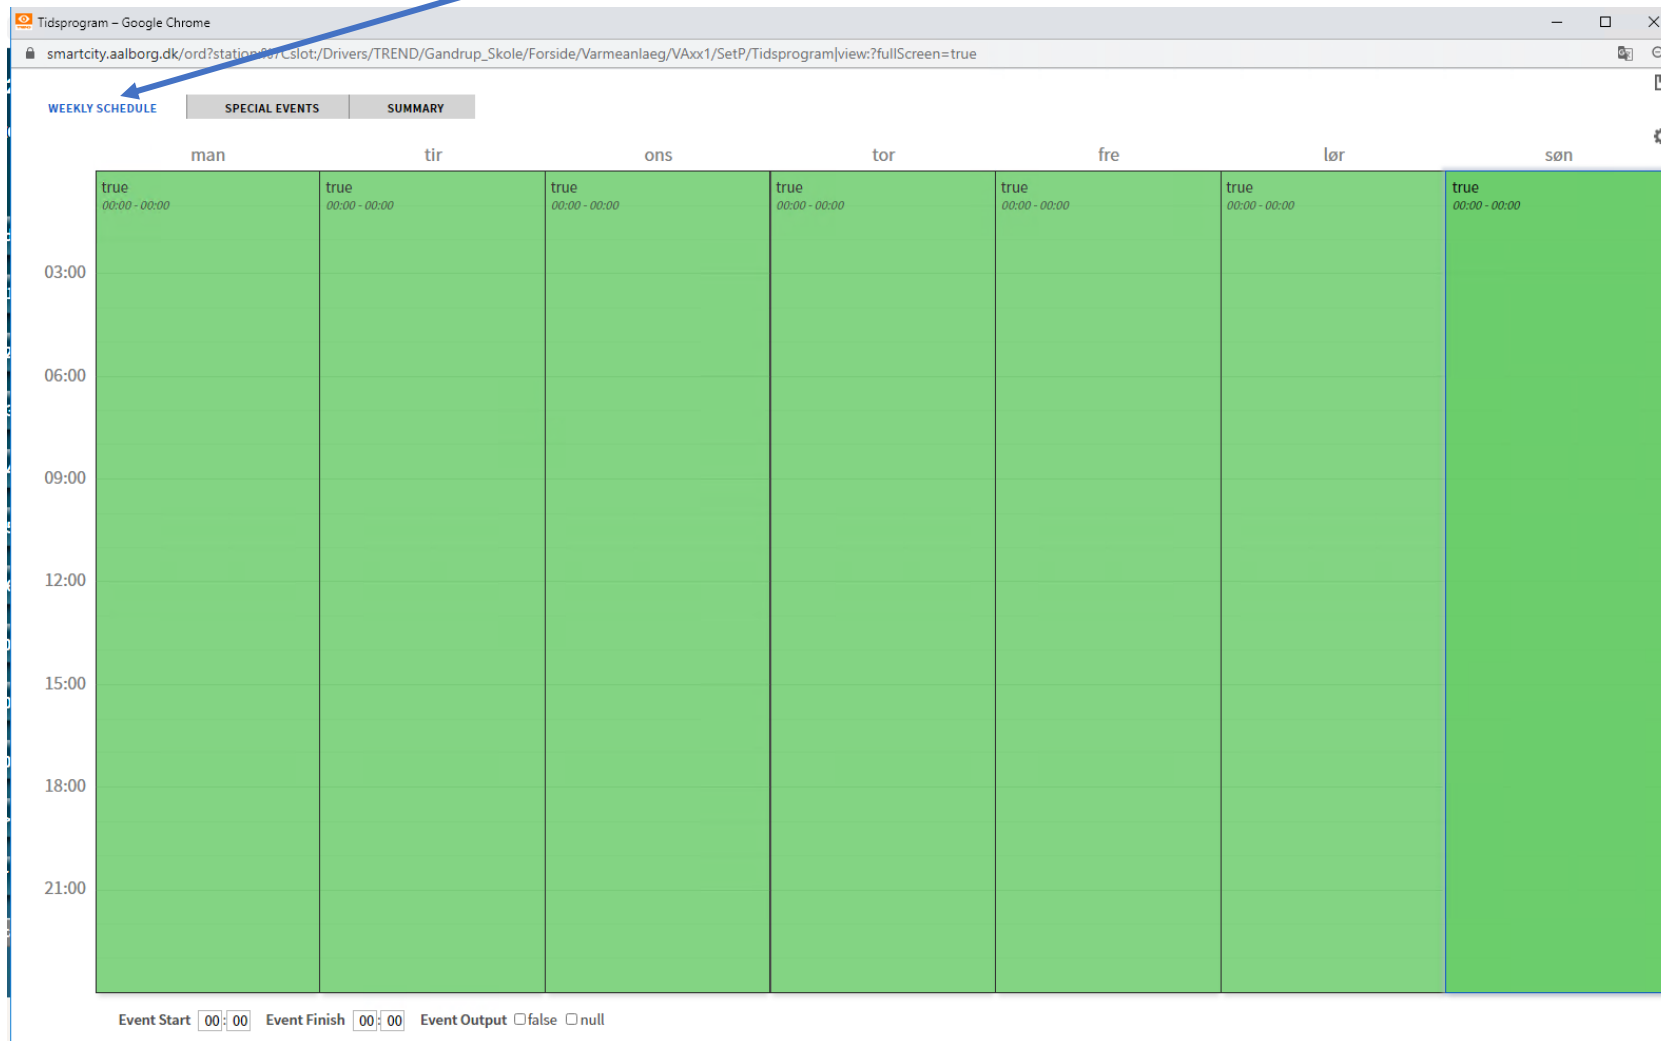 Tidsprogram – Google Chrome
smartcity.aalborg.dk/ord?station:%7Cslot:/Drivers/TREND/Gandrup_Skole/Forside/Varmeanlaeg/VAxx1/SetP/Tidsprogram|view:?fullScreen=true
WEEKLY SCHEDULE SPECIAL EVENTS SUMMARY
man tir ons tor fre lør søn
true true true true true true true
00:00 - 00:00 00:00 - 00:00 00:00 - 00:00 00:00 - 00:00 00:00 - 00:00 00:00 - 00:00 00:00 - 00:00
03:00
06:00
09:00
12:00
15:00
18:00
21:00
Event Start 00:00 Event Finish 00:00 Event Output false null